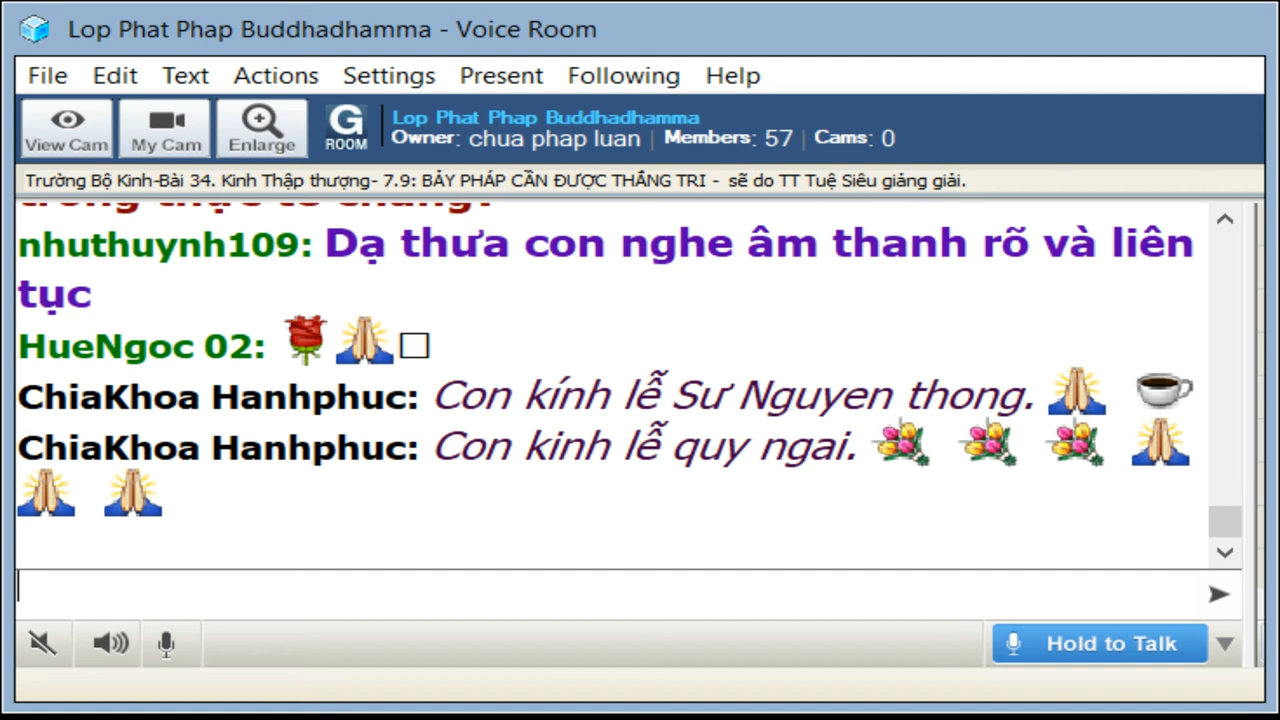 Lop Phat Phap Buddhadhamma - Voice Room
File Edit Text Actions Settings Present Following Help
View Cam My Cam Enlarge G ROOM
Lop Phat Phap Buddhadhamma
Owner: chua phap luan | Members: 57 | Cams: 0
Trường Bộ Kinh-Bài 34. Kinh Thập thượng- 7.9: BẢY PHÁP CẦN ĐƯỢC THẮNG TRI - sẽ do TT Tuệ Siêu giảng giải.
nhuthuynh109: Dạ thưa con nghe âm thanh rõ và liên
tục
HueNgoc 02:
ChiaKhoa Hanhphuc: Con kính lễ Sư Nguyen thong.
ChiaKhoa Hanhphuc: Con kinh lễ quy ngai.
Hold to Talk